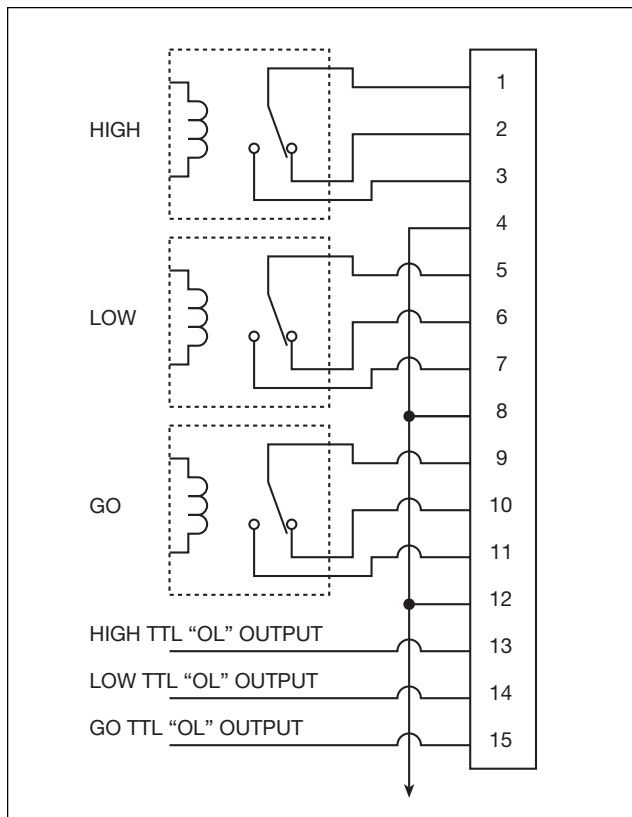 HIGH
1
2
3
4
LOW
5
6
7
8
GO
9
10
11
12
HIGH TTL “OL” OUTPUT
13
LOW TTL “OL” OUTPUT
14
GO TTL “OL” OUTPUT
15